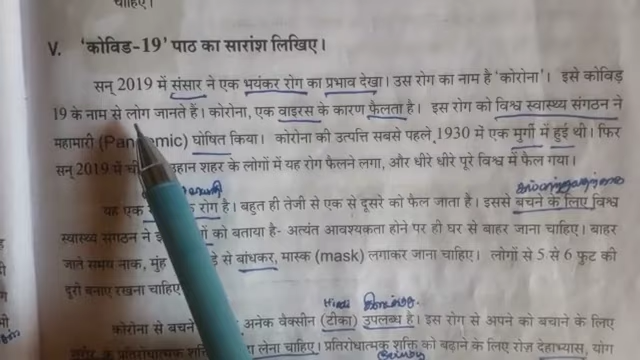 चाहिए।
V. 'कोविड-19' पाठ का सारांश लिखिए।
सन् 2019 में संसार ने एक भयंकर रोग का प्रभाव देखा। उस रोग का नाम है 'कोरोना'। इसे कोविड
19 के नाम से लोग जानते हैं। कोरोना, एक वाइरस के कारण फैलता है। इस रोग को विश्व स्वास्थ्य संगठन ने
महामारी (Pan emic) घोषित किया। कोरोना की उत्पत्ति सबसे पहले 1930 में एक मुर्गी में हुई थी। फिर
सन् 2019 में ची हान शहर के लोगों में यह रोग फैलने लगा, और धीरे धीरे पूरे विश्व में फैल गया।
यह एक रोग है। बहुत ही तेजी से एक से दूसरे को फैल जाता है। इससे बचने के लिए विश्व
स्वास्थ्य संगठन ने को बताया है- अत्यंत आवश्यकता होने पर ही घर से बाहर जाना चाहिए। बाहर
जाते समय नाक, मुंह से बांधकर, मास्क (mask) लगाकर जाना चाहिए। लोगों से 5 से 6 फुट की
दूरी बनाए रखना चाहिए
Hindi
कोरोना से बचने अनेक वैक्सीन (टीका) उपलब्ध है। इस रोग से अपने को बचाने के लिए
लेना चाहिए। प्रतिरोधात्मक शक्ति को बढ़ाने के लिए रोज़ देहाभ्यास, योग